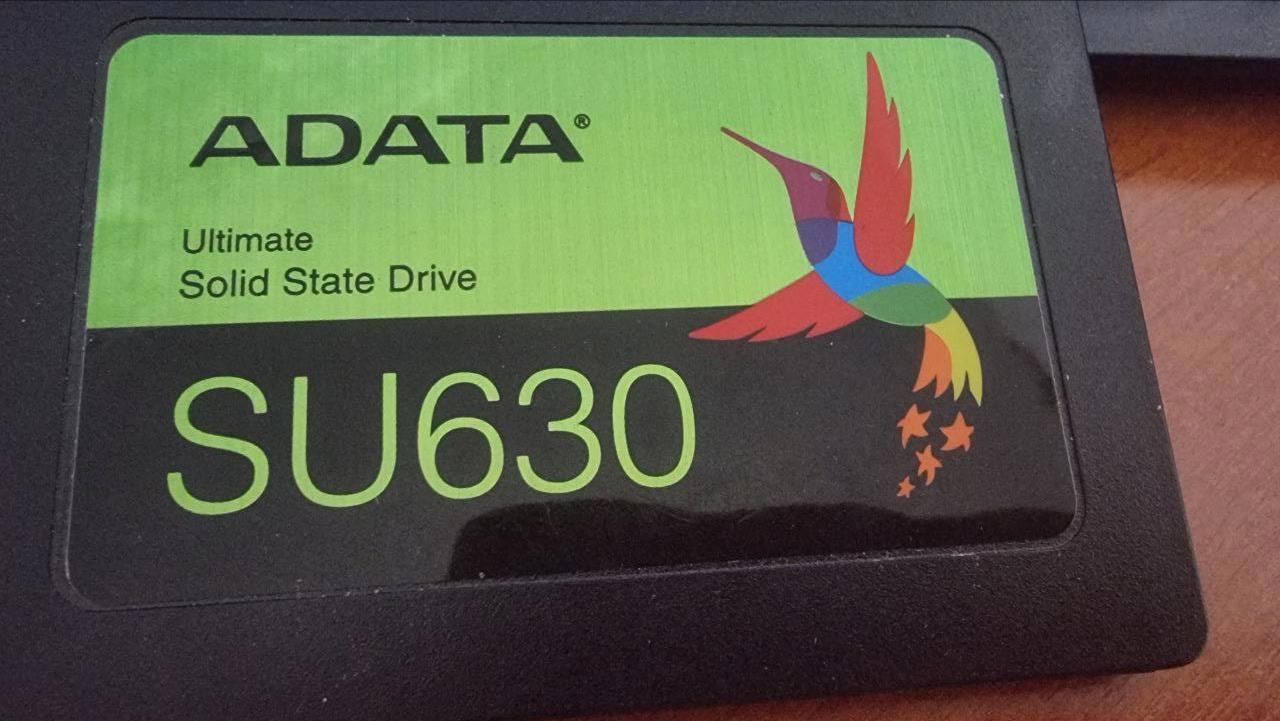 ADATA®
Ultimate
Solid State Drive
SU630